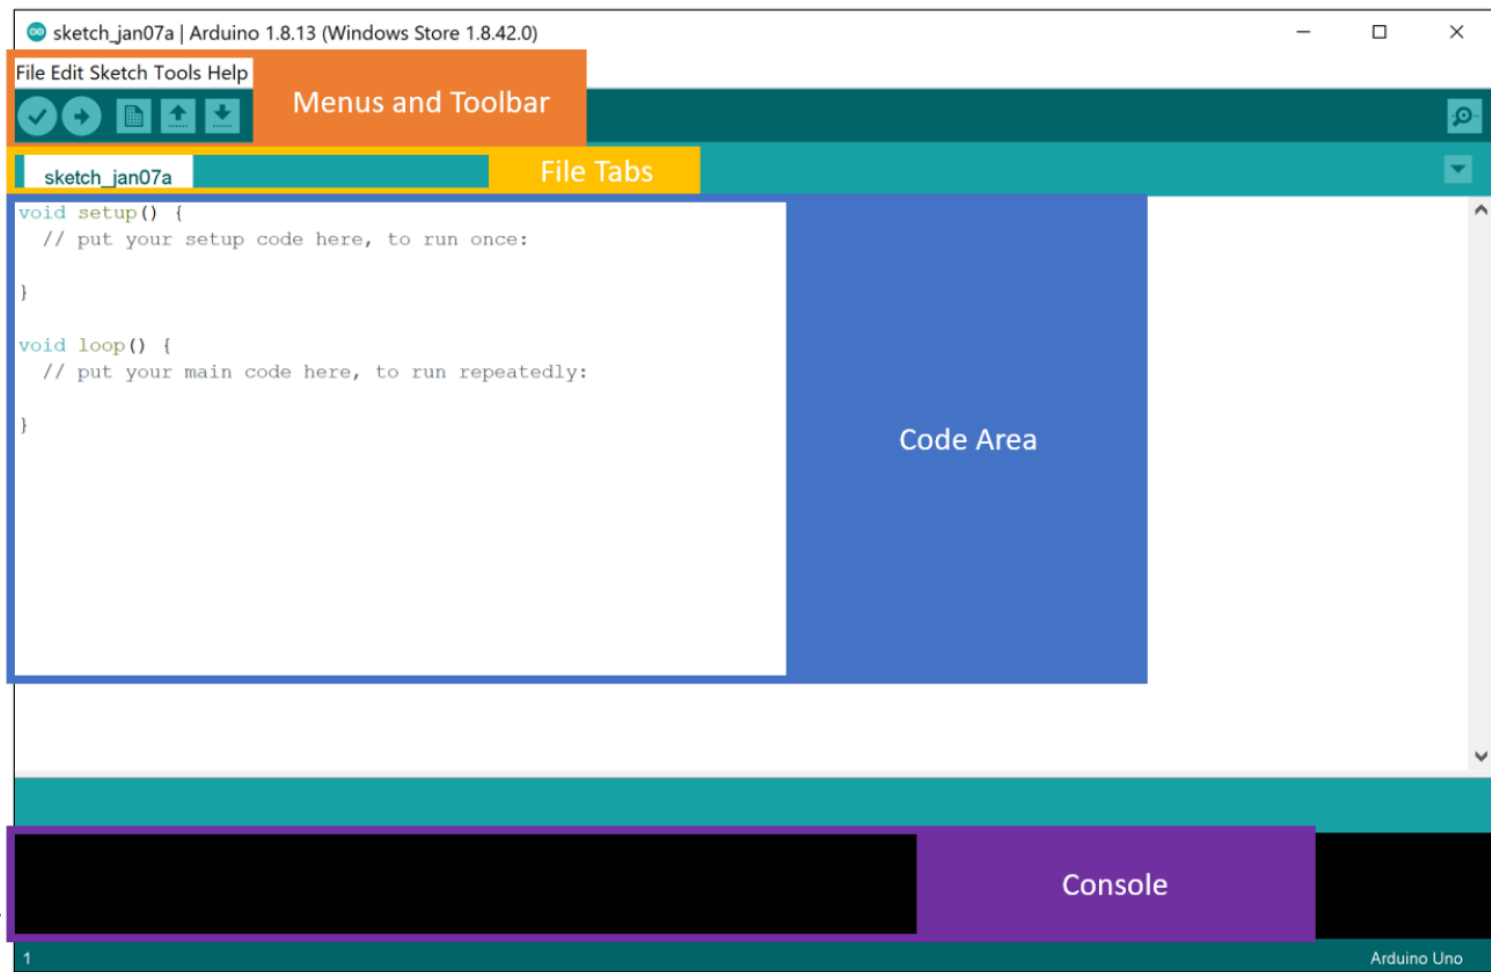 sketch_jan07a | Arduino 1.8.13 (Windows Store 1.8.42.0)
File Edit Sketch Tools Help
Menus and Toolbar
sketch_jan07a
File Tabs
void setup() {
  // put your setup code here, to run once:
}
void loop() {
  // put your main code here, to run repeatedly:
}
Code Area
Console
1
Arduino Uno